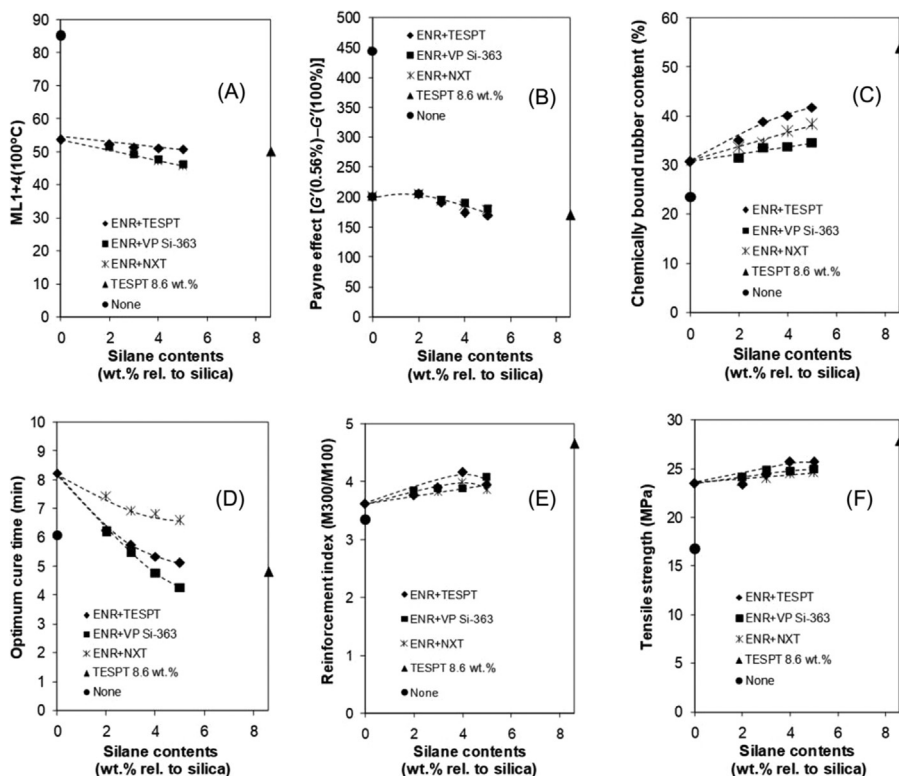 (A)
ML1+4(100°C)
90
80
70
60
50
40
30
20
10
0
ENR+TESPT
ENR+VP Si-363
ENR+NXT
TESPT 8.6 wt.%
None
0 2 4 6 8
Silane contents
(wt.% rel. to silica)
(B)
Payne effect [G′(0.56%)–G′(100%)]
500
450
400
350
300
250
200
150
100
50
0
ENR+TESPT
ENR+VP Si-363
ENR+NXT
TESPT 8.6 wt.%
None
0 2 4 6 8
Silane contents
(wt.% rel. to silica)
(C)
Chemically bound rubber content (%)
60
50
40
30
20
10
0
ENR+TESPT
ENR+VP Si-363
ENR+NXT
TESPT 8.6 wt.%
None
0 2 4 6 8
Silane contents
(wt.% rel. to silica)
(D)
Optimum cure time (min)
10
9
8
7
6
5
4
3
2
1
0
ENR+TESPT
ENR+VP Si-363
ENR+NXT
TESPT 8.6 wt.%
None
0 2 4 6 8
Silane contents
(wt.% rel. to silica)
(E)
Reinforcement index (M300/M100)
5
4
3
2
1
0
ENR+TESPT
ENR+VP Si-363
ENR+NXT
TESPT 8.6 wt.%
None
0 2 4 6 8
Silane contents
(wt.% rel. to silica)
(F)
Tensile strength (MPa)
30
25
20
15
10
5
0
ENR+TESPT
ENR+VP Si-363
ENR+NXT
TESPT 8.6 wt.%
None
0 2 4 6 8
Silane contents
(wt.% rel. to silica)